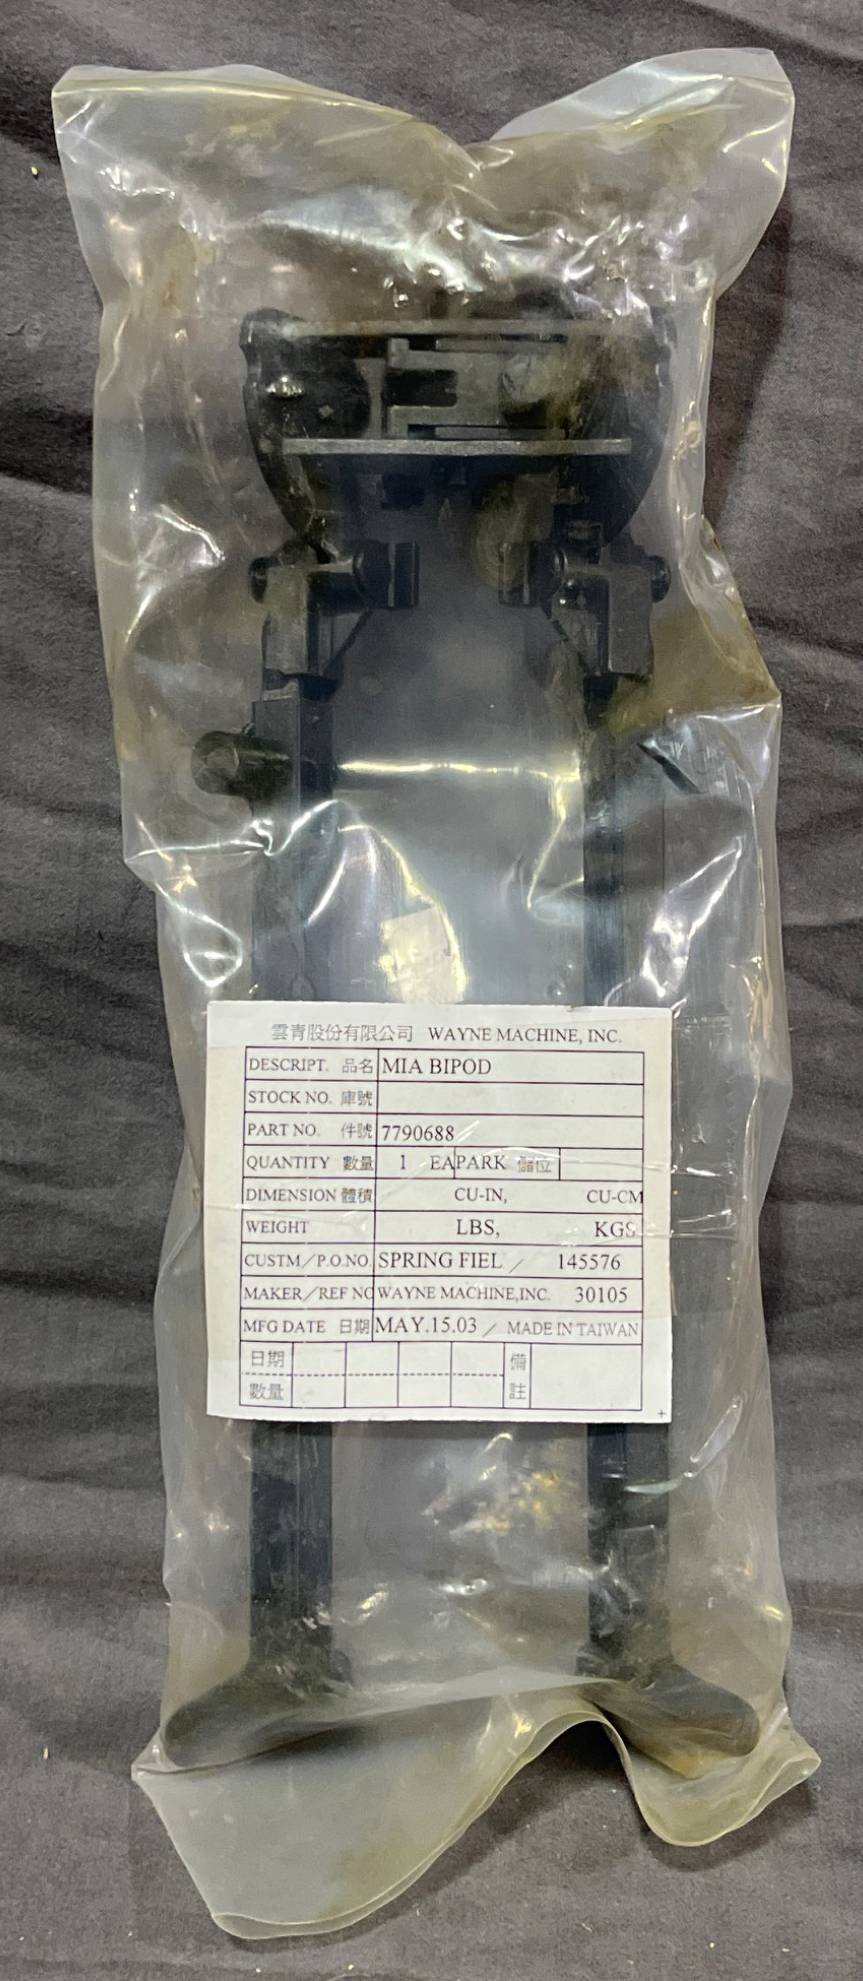 雲青股份有限公司 WAYNE MACHINE, INC.
DESCRIPT. 品名 MIA BIPOD
STOCK NO. 庫號
PART NO. 件號 7790688
QUANTITY 數量 1 EA PARK 儲位
DIMENSION 體積 CU-IN, CU-CM
WEIGHT LBS, KGS
CUSTM/P.O.NO. SPRING FIEL / 145576
MAKER/REF NO WAYNE MACHINE,INC. 30105
MFG DATE 日期 MAY.15.03 / MADE IN TAIWAN
日期 備
數量 註